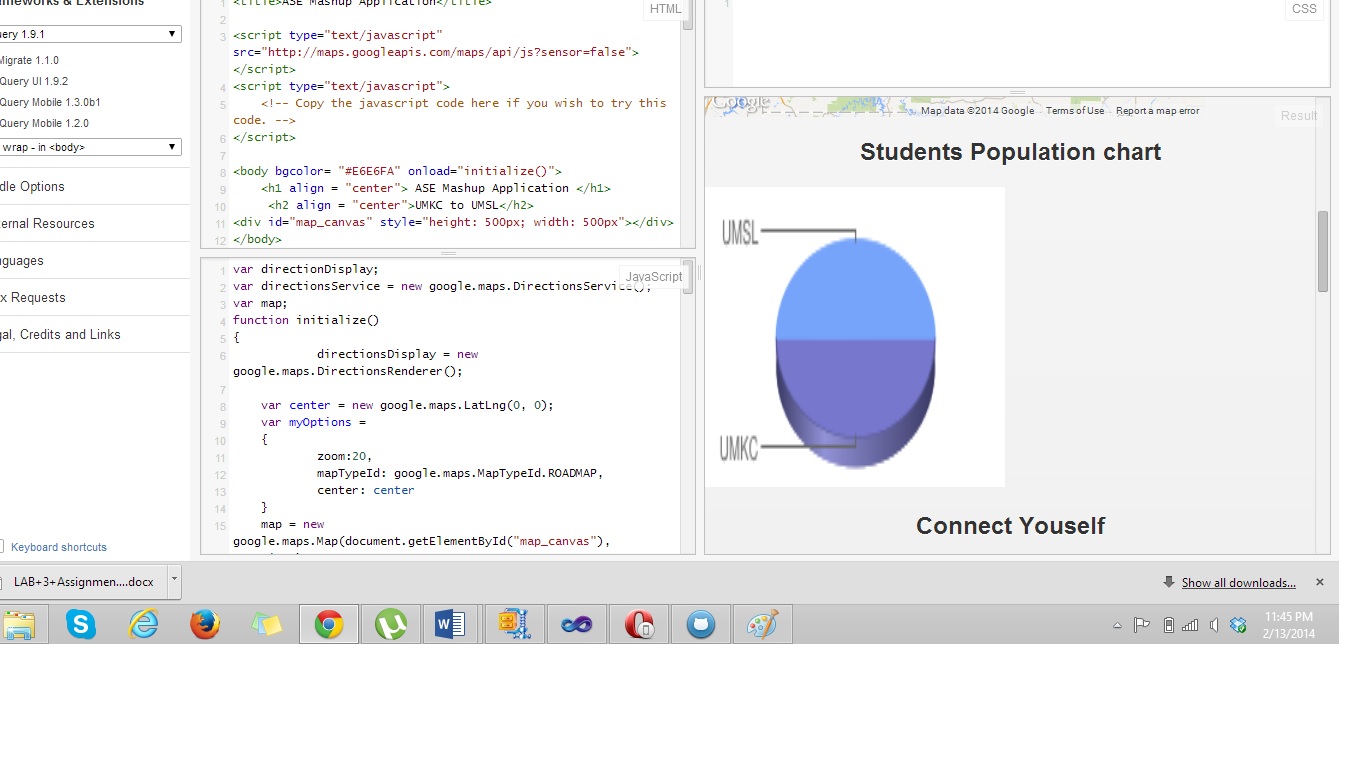 meworks & Extensions
uery 1.9.1
Migrate 1.1.0
Query UI 1.9.2
Query Mobile 1.3.0b1
Query Mobile 1.2.0
wrap - in <body>
dle Options
ernal Resources
nguages
x Requests
gal, Credits and Links
Keyboard shortcuts
HTML
1 <title>ASE Mashup Application</title>
2
3 <script type="text/javascript"
src="http://maps.googleapis.com/maps/api/js?sensor=false">
</script>
4 <script type="text/javascript">
5 <!-- Copy the javascript code here if you wish to try this
code. -->
6 </script>
7
8 <body bgcolor= "#E6E6FA" onload="initialize()">
9 <h1 align = "center"> ASE Mashup Application </h1>
10 <h2 align = "center">UMKC to UMSL</h2>
11 <div id="map_canvas" style="height: 500px; width: 500px"></div>
12 </body>
JavaScript
1 var directionDisplay;
2 var directionsService = new google.maps.DirectionsService();
3 var map;
4 function initialize()
5 {
6 directionsDisplay = new
google.maps.DirectionsRenderer();
7
8 var center = new google.maps.LatLng(0, 0);
9 var myOptions =
10 {
11 zoom:20,
12 mapTypeId: google.maps.MapTypeId.ROADMAP,
13 center: center
14 }
15 map = new
google.maps.Map(document.getElementById("map_canvas"),
1
CSS
Google
Map data ©2014 Google Terms of Use Report a map error
Result
Students Population chart
UMSL
UMKC
Connect Youself
LAB+3+Assignmen....docx
Show all downloads...
11:45 PM
2/13/2014